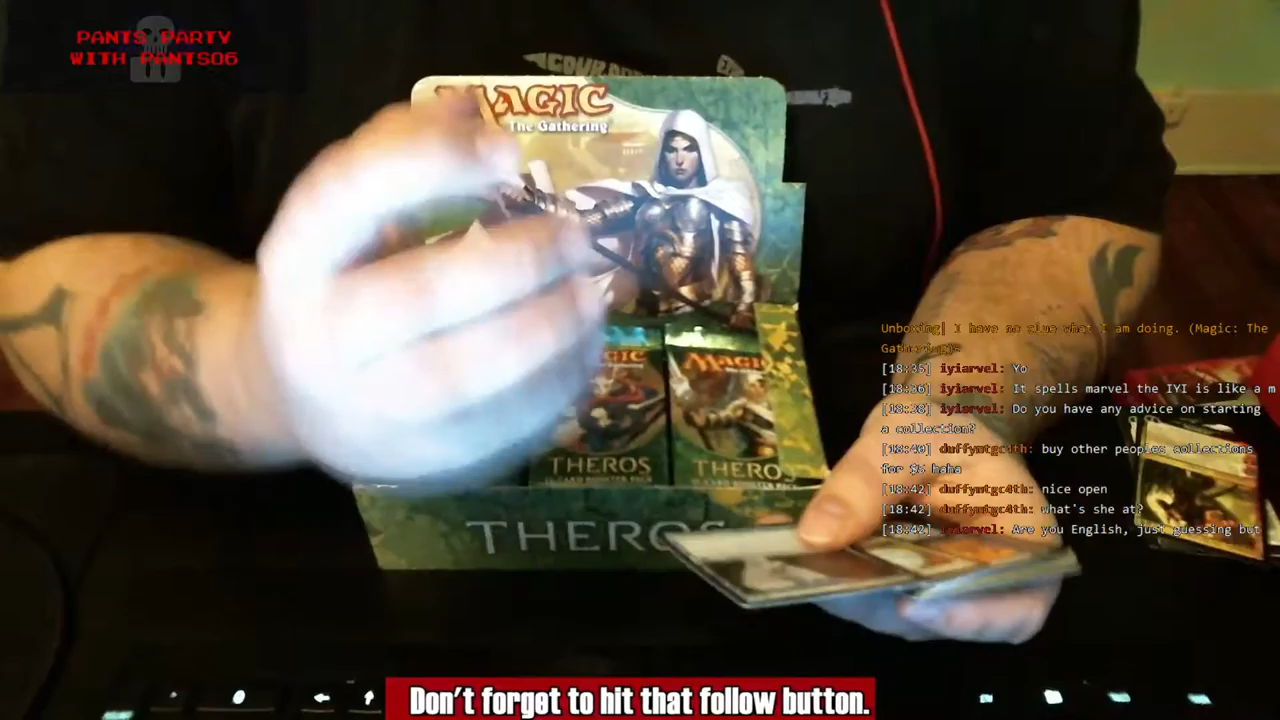 PANTS PARTY
WITH PANTS06
COURAGE
MAGIC
The Gathering
Unboxing| I have no clue what I am doing. (Magic: The
Gathering)
[18:35] iyiarvel: Yo
[18:36] iyiarvel: It spells marvel the IYI is like a m
[18:38] iyiarvel: Do you have any advice on starting
a collection?
[18:40] duffymtgc4th: buy other peoples collections
for $5 haha
[18:42] duffymtgc4th: nice open
[18:42] duffymtgc4th: what's she at?
[18:42] iyiarvel: Are you English, just guessing but
MAGIC
THEROS
THEROS
THEROS
Don't forget to hit that follow button.